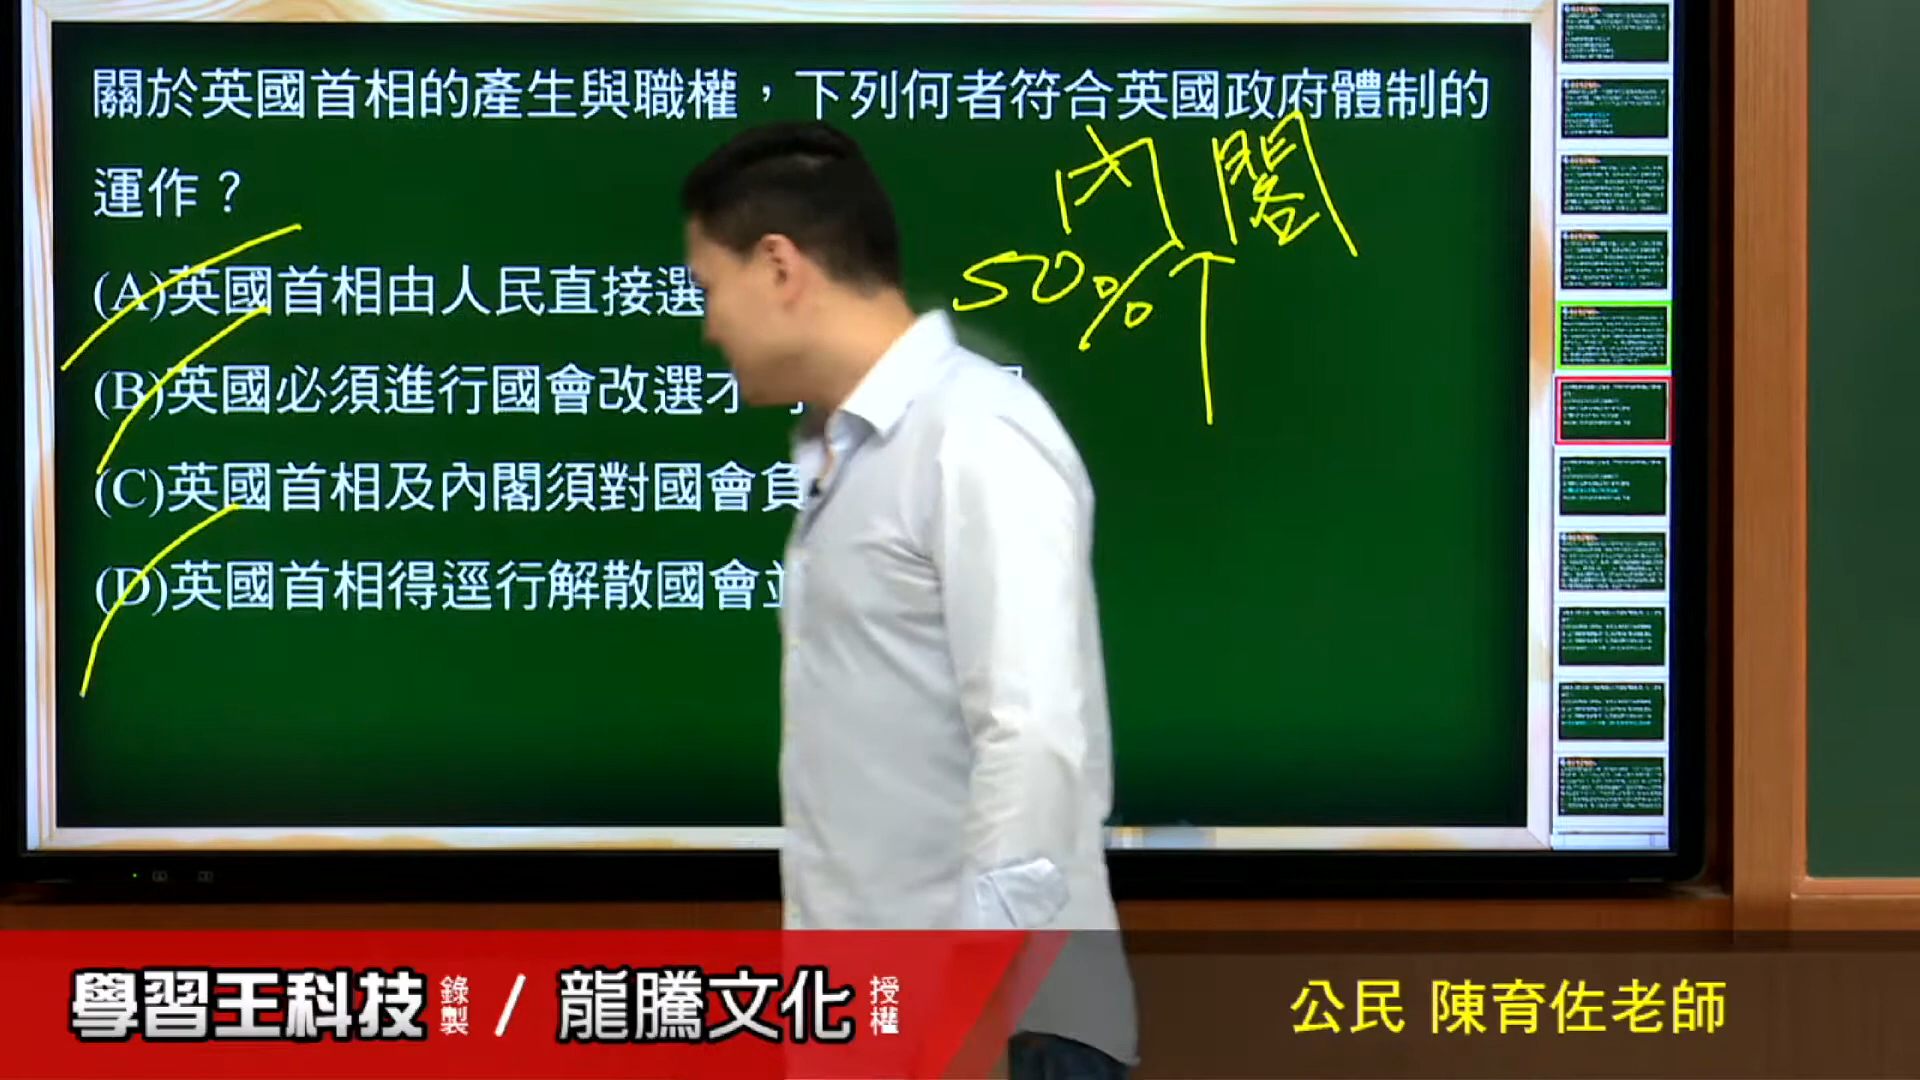 關於英國首相的產生與職權，下列何者符合英國政府體制的
運作？
內閣
50%↑
(A)英國首相由人民直接選
(B)英國必須進行國會改選才
(C)英國首相及內閣須對國會負
(D)英國首相得逕行解散國會並
學習王科技 錄製 / 龍騰文化 授權
公民 陳育佐老師